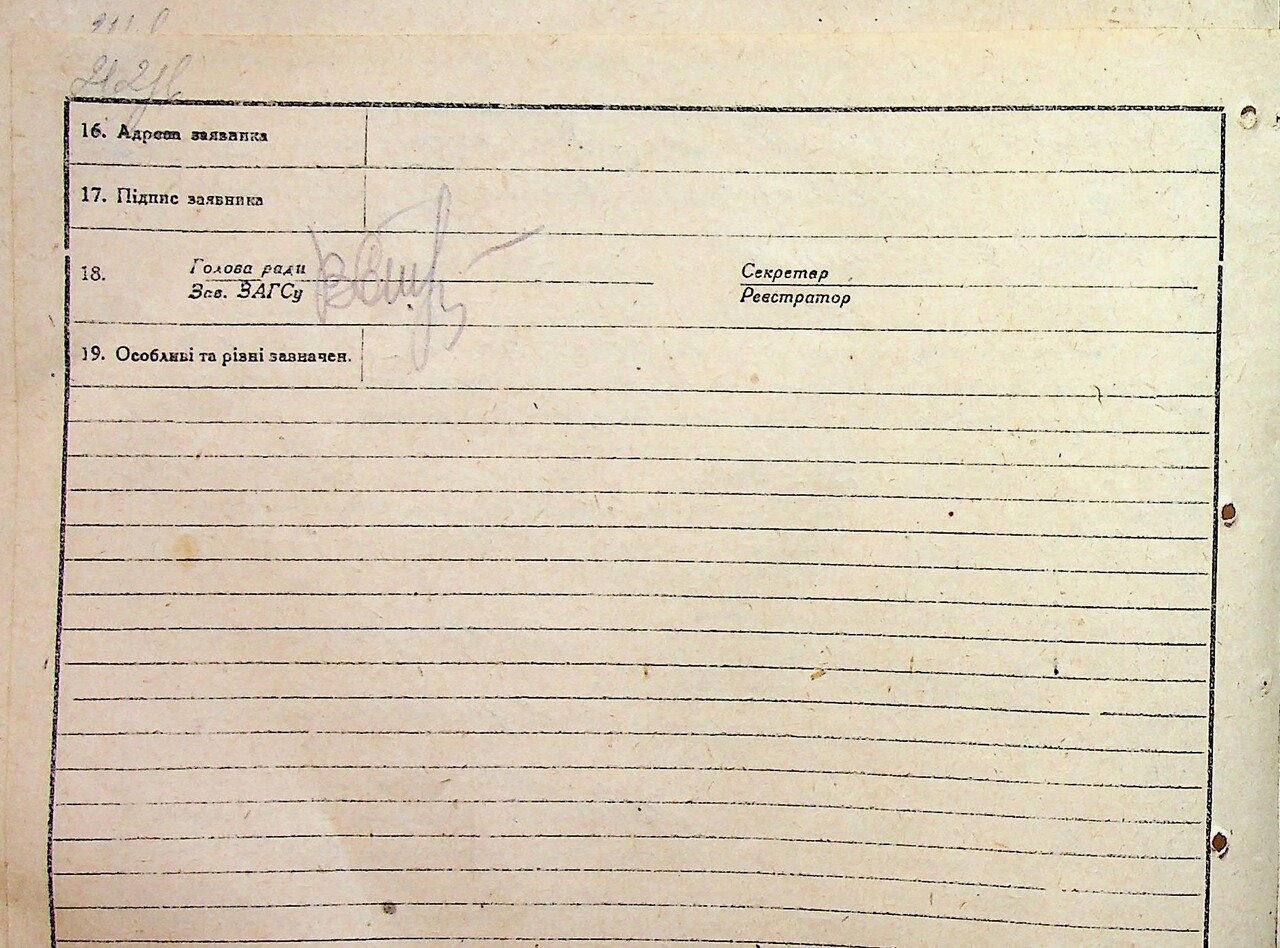 16. Адреса заявника
17. Підпис заявника
18. Голова ради
Зав. ЗАГСу
Секретар
Реєстратор
19. Особливі та різні зазначен.